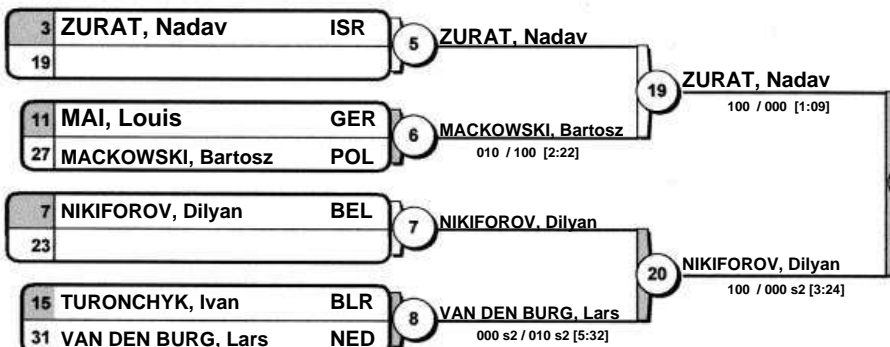 3 ZURAT, Nadav ISR
19
5
ZURAT, Nadav
11 MAI, Louis GER
27 MACKOWSKI, Bartosz POL
6
MACKOWSKI, Bartosz
010 / 100 [2:22]
19
ZURAT, Nadav
100 / 000 [1:09]
7 NIKIFOROV, Dilyan BEL
23
7
NIKIFOROV, Dilyan
15 TURONCHYK, Ivan BLR
31 VAN DEN BURG, Lars NED
8
VAN DEN BURG, Lars
000 s2 / 010 s2 [5:32]
20
NIKIFOROV, Dilyan
100 / 000 s2 [3:24]